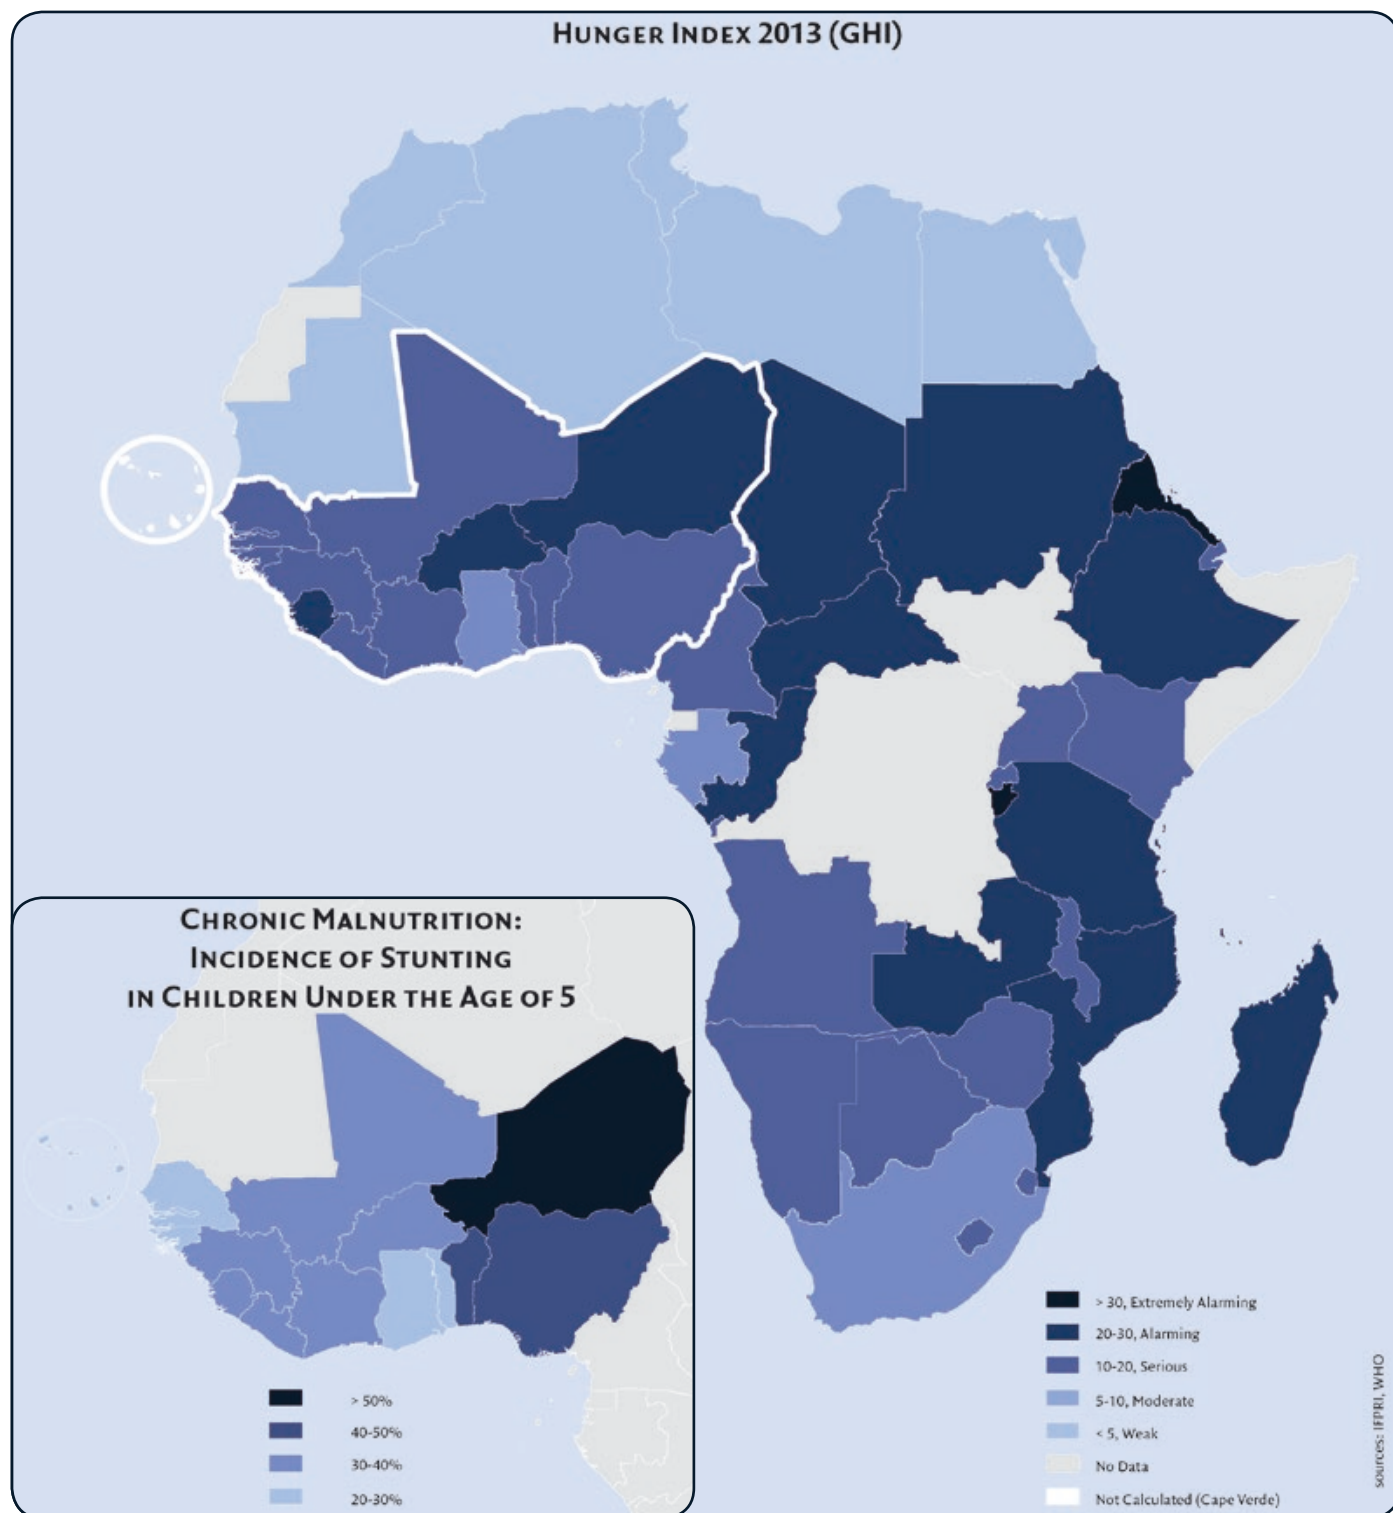 HUNGER INDEX 2013 (GHI)
CHRONIC MALNUTRITION:
INCIDENCE OF STUNTING
IN CHILDREN UNDER THE AGE OF 5
> 50%
40-50%
30-40%
20-30%
> 30, Extremely Alarming
20-30, Alarming
10-20, Serious
5-10, Moderate
< 5, Weak
No Data
Not Calculated (Cape Verde)
sources: IFPRI, WHO